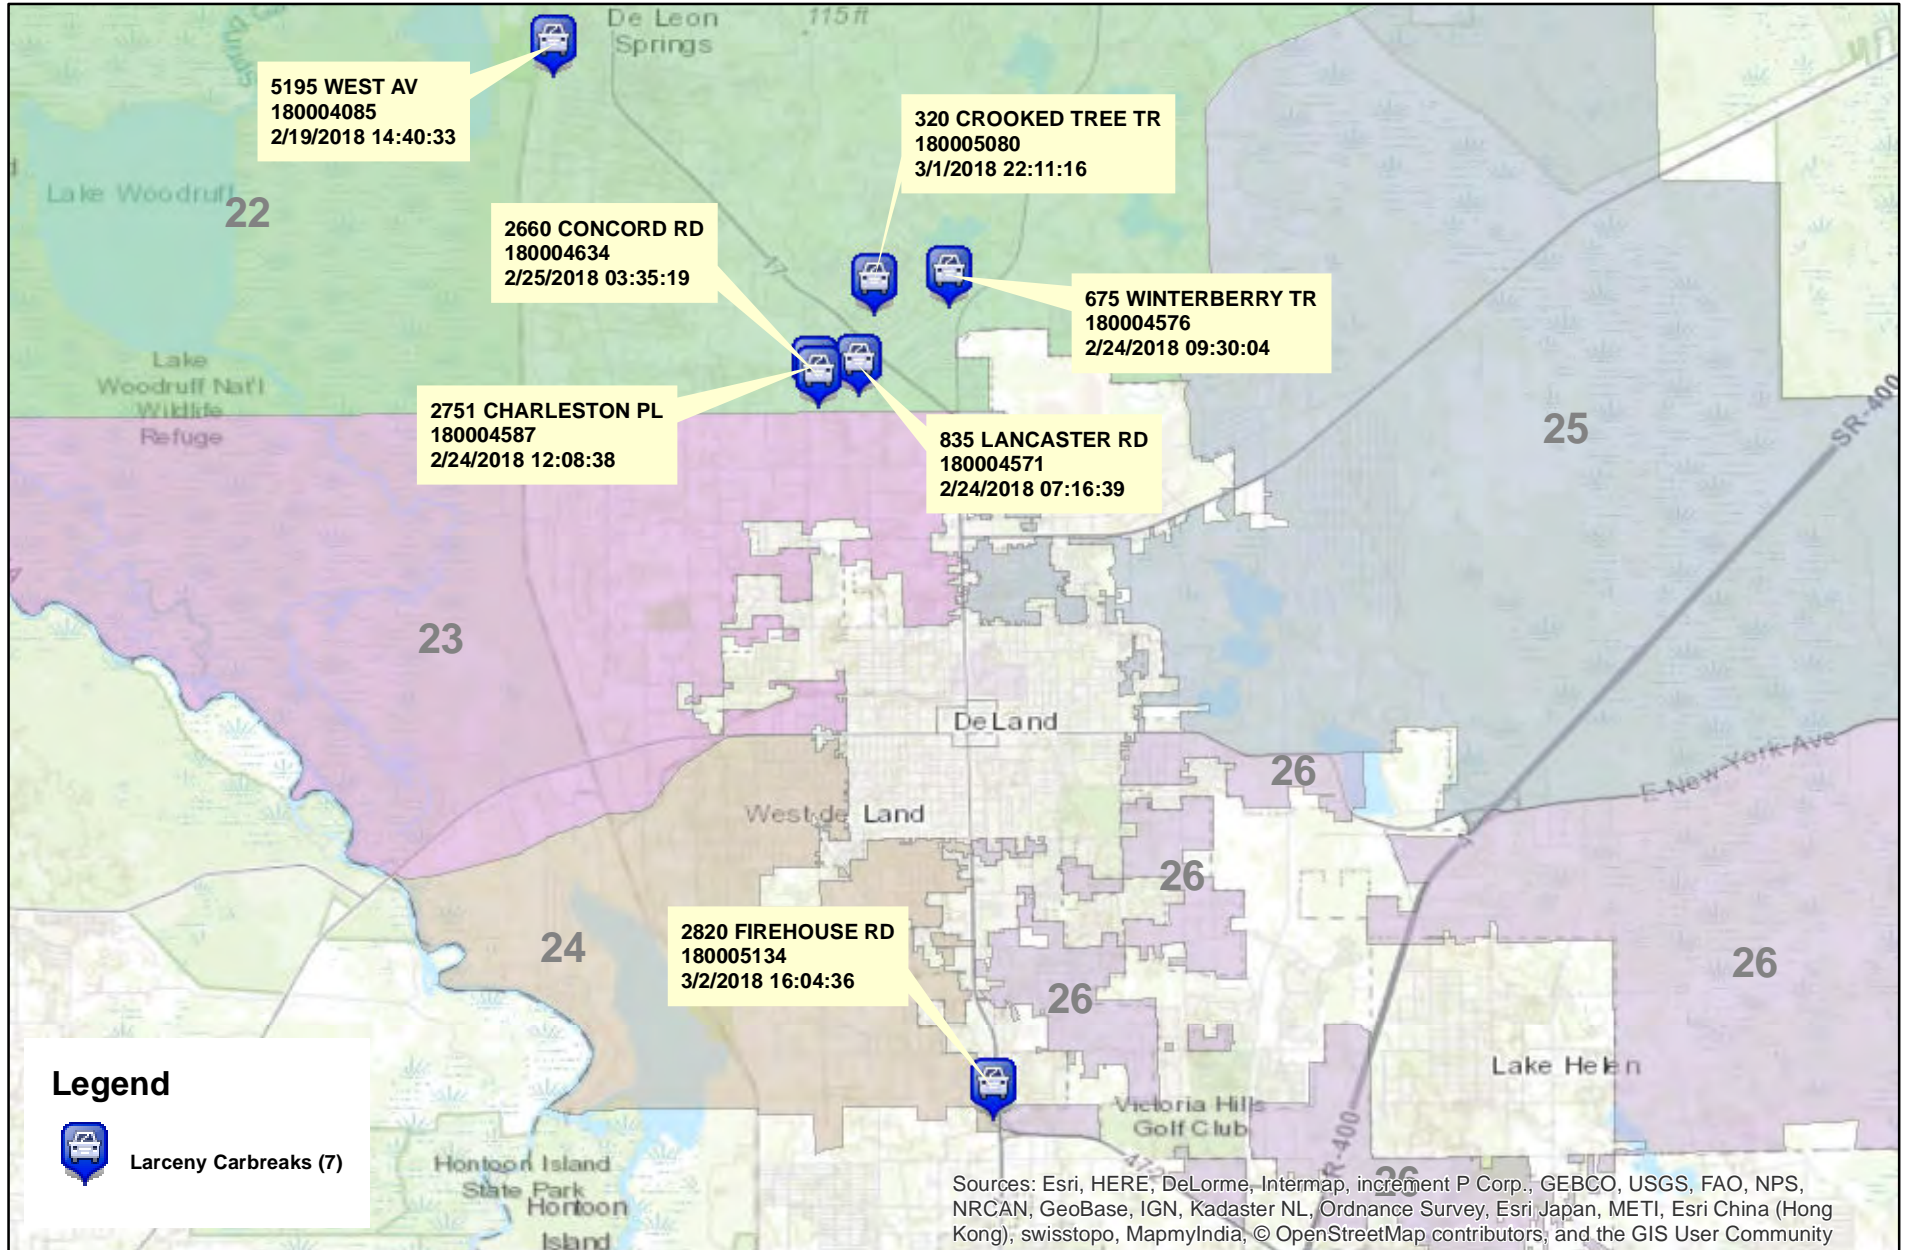 De Leon
Springs
115 ft
5195 WEST AV
180004085
2/19/2018 14:40:33
320 CROOKED TREE TR
180005080
3/1/2018 22:11:16
Lake Woodruff
22
2660 CONCORD RD
180004634
2/25/2018 03:35:19
17
675 WINTERBERRY TR
180004576
2/24/2018 09:30:04
Lake
Woodruff Nat'l
Wildlife
Refuge
2751 CHARLESTON PL
180004587
2/24/2018 12:08:38
835 LANCASTER RD
180004571
2/24/2018 07:16:39
25
SR-400
23
DeLand
26
E New York Ave
West de Land
26
24
2820 FIREHOUSE RD
180005134
3/2/2018 16:04:36
26
26
Lake Helen
Legend
Larceny Carbreaks (7)
Victoria Hills
Golf Club
R-400
26
Hontoon Island
State Park
Hontoon
Island
Sources: Esri, HERE, DeLorme, Intermap, increment P Corp., GEBCO, USGS, FAO, NPS,
NRCAN, GeoBase, IGN, Kadaster NL, Ordnance Survey, Esri Japan, METI, Esri China (Hong
Kong), swisstopo, MapmyIndia, © OpenStreetMap contributors, and the GIS User Community